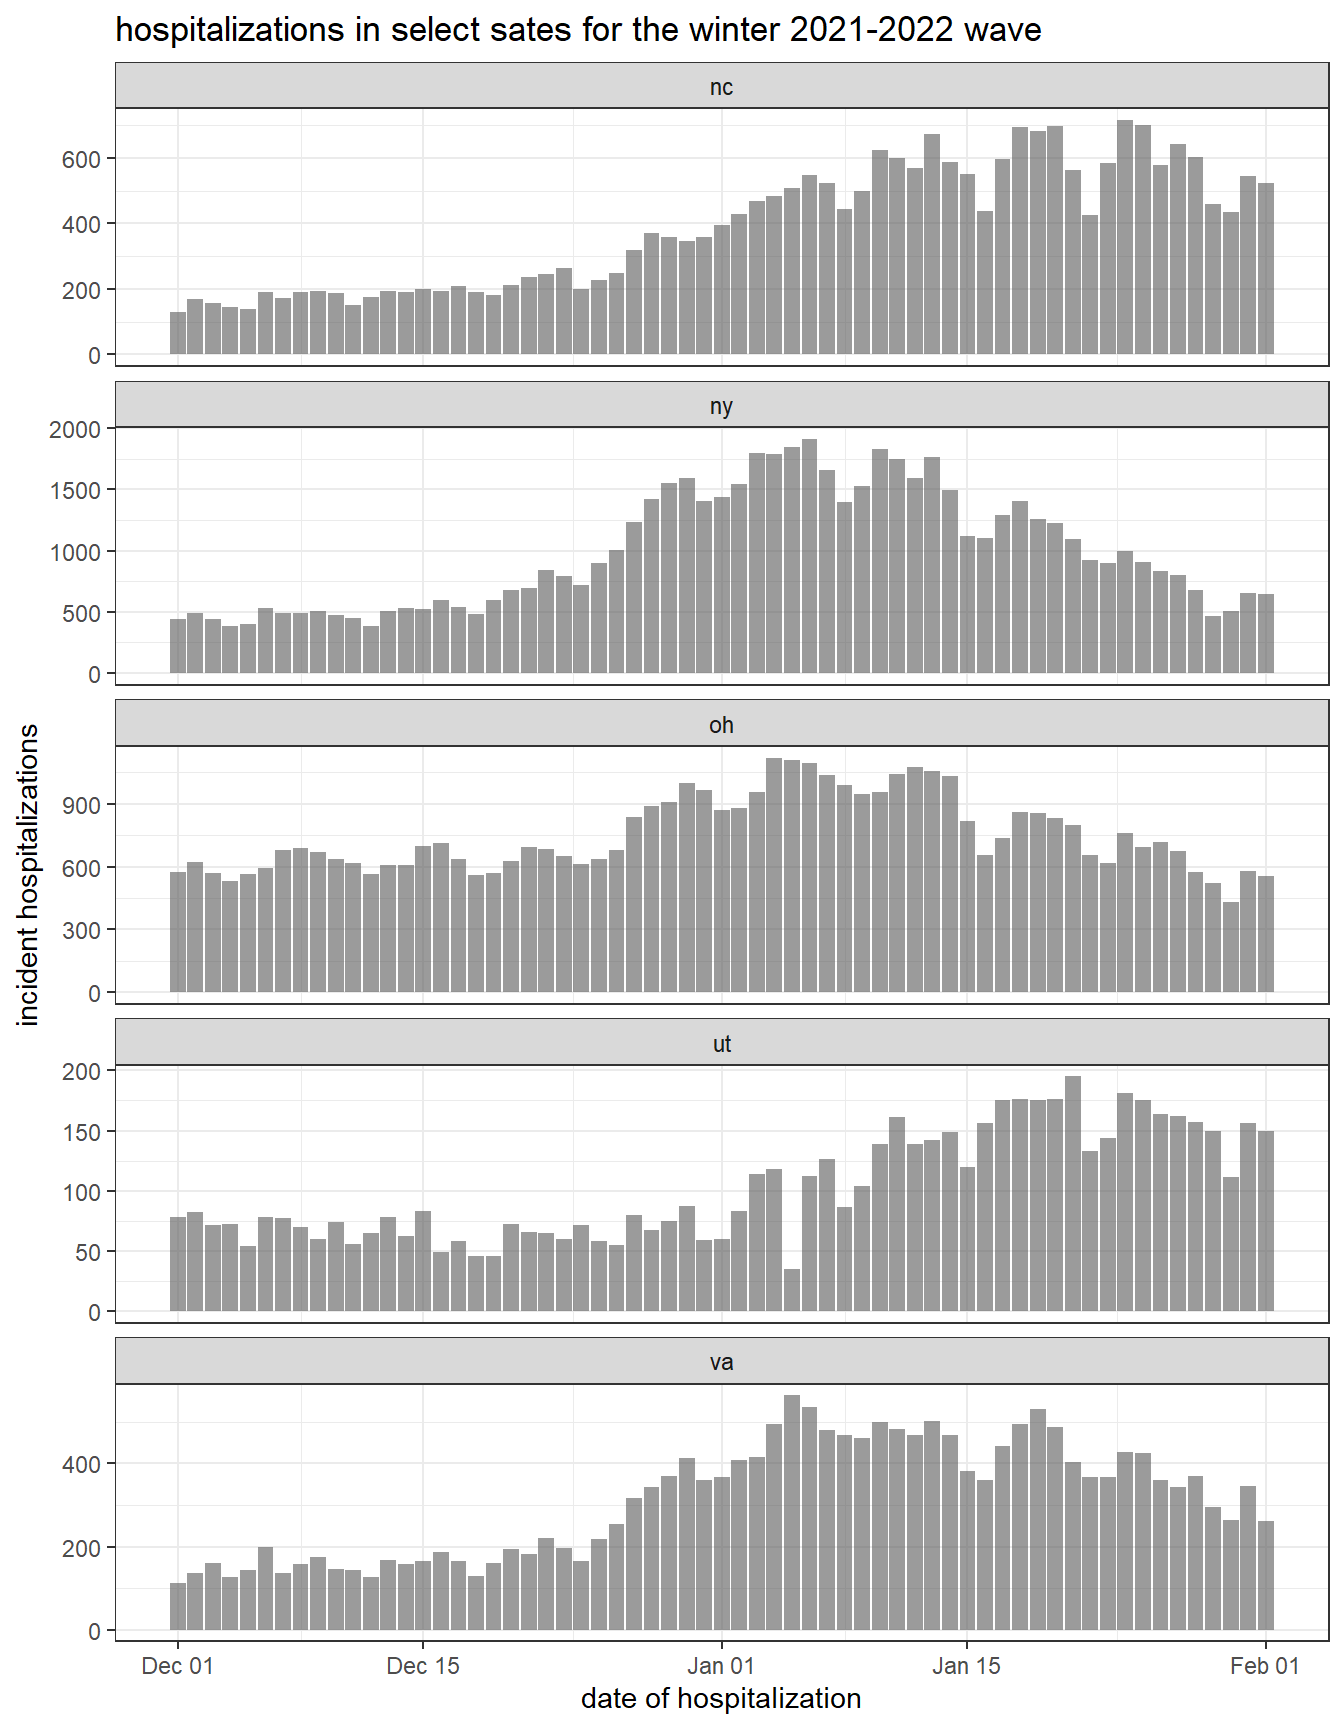 hospitalizations in select sates for the winter 2021-2022 wave
nc
600
400
200
0
ny
2000
1500
1000
500
0
oh
900
600
300
0
ut
200
150
100
50
0
va
400
200
0
Dec 01 Dec 15 Jan 01 Jan 15 Feb 01
date of hospitalization
incident hospitalizations